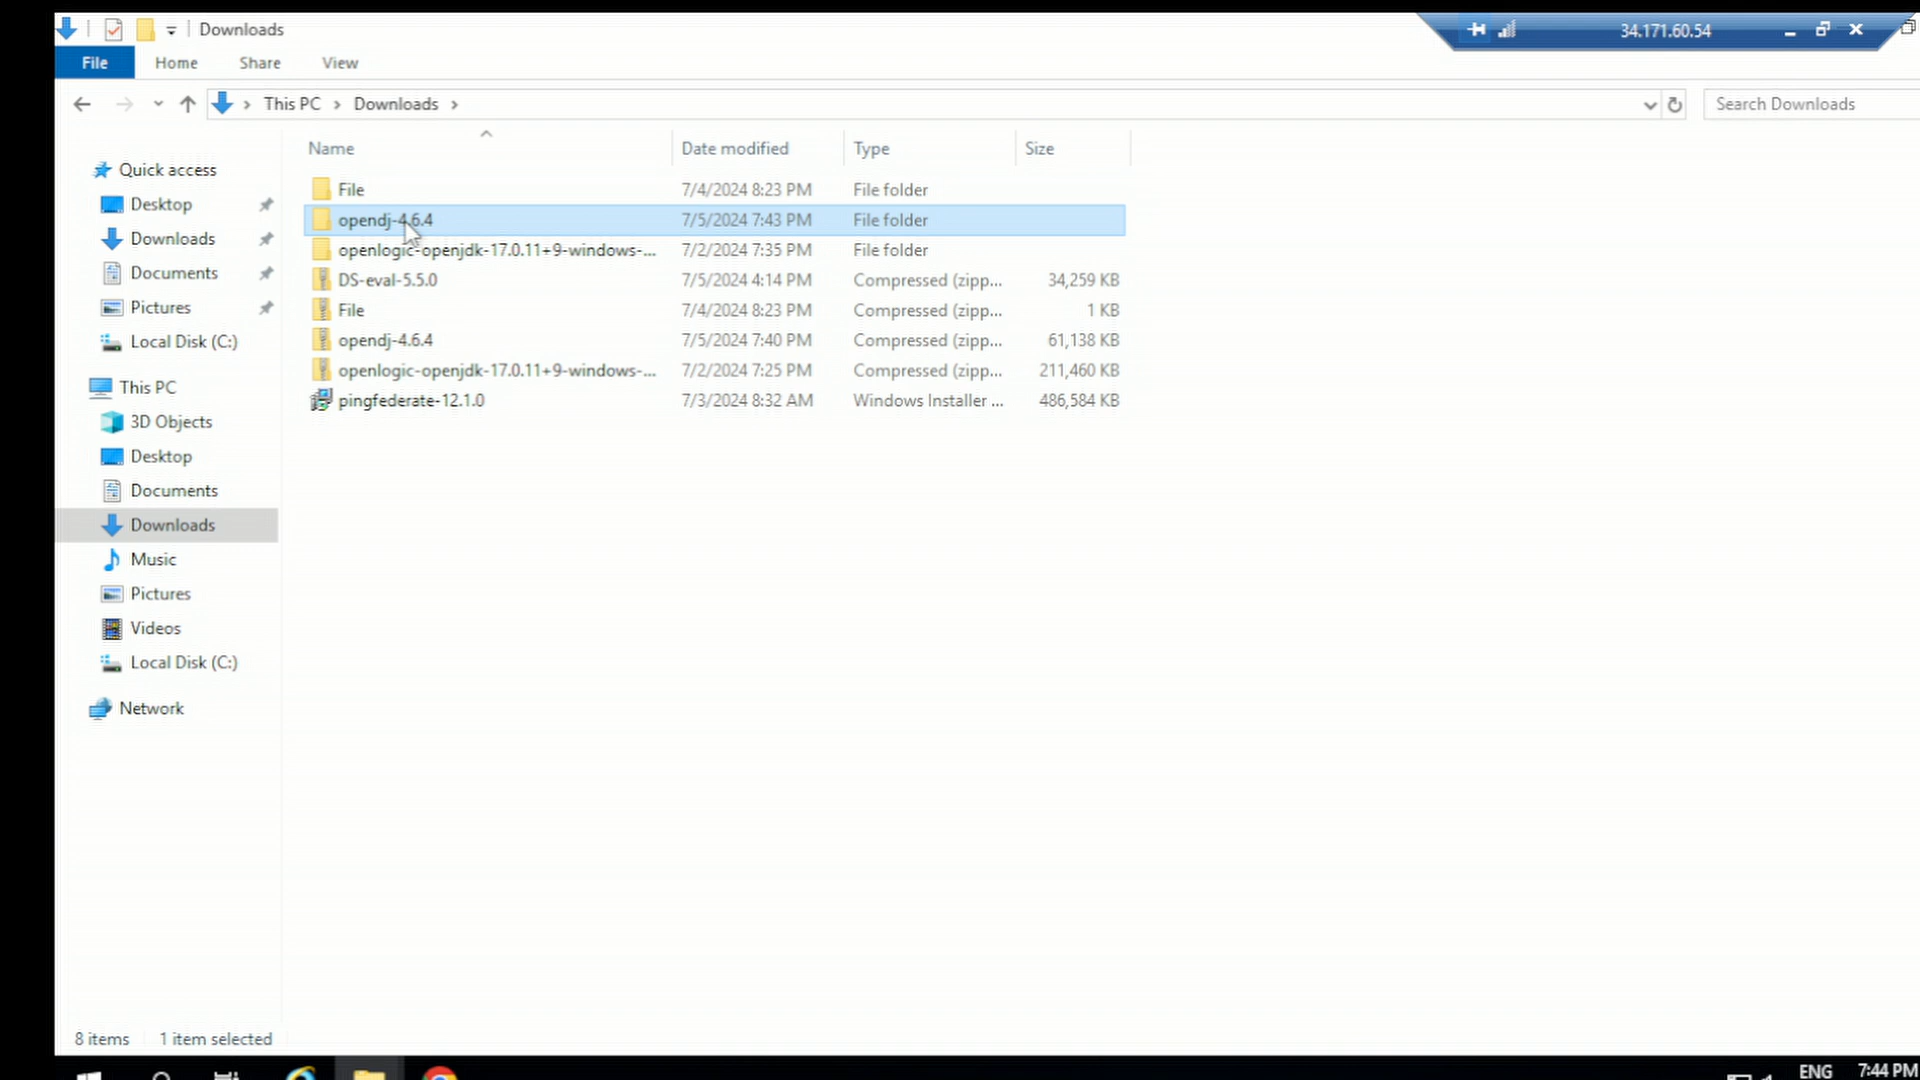 Downloads
34.171.60.54
File Home Share View
This PC Downloads
Search Downloads
Name Date modified Type Size
Quick access
Desktop
Downloads
Documents
Pictures
Local Disk (C:)
This PC
3D Objects
Desktop
Documents
Downloads
Music
Pictures
Videos
Local Disk (C:)
Network
File 7/4/2024 8:23 PM File folder
opendj-4.6.4 7/5/2024 7:43 PM File folder
openlogic-openjdk-17.0.11+9-windows-... 7/2/2024 7:35 PM File folder
DS-eval-5.5.0 7/5/2024 4:14 PM Compressed (zipp... 34,259 KB
File 7/4/2024 8:23 PM Compressed (zipp... 1 KB
opendj-4.6.4 7/5/2024 7:40 PM Compressed (zipp... 61,138 KB
openlogic-openjdk-17.0.11+9-windows-... 7/2/2024 7:25 PM Compressed (zipp... 211,460 KB
pingfederate-12.1.0 7/3/2024 8:32 AM Windows Installer ... 486,584 KB
8 items 1 item selected
ENG 7:44 PM